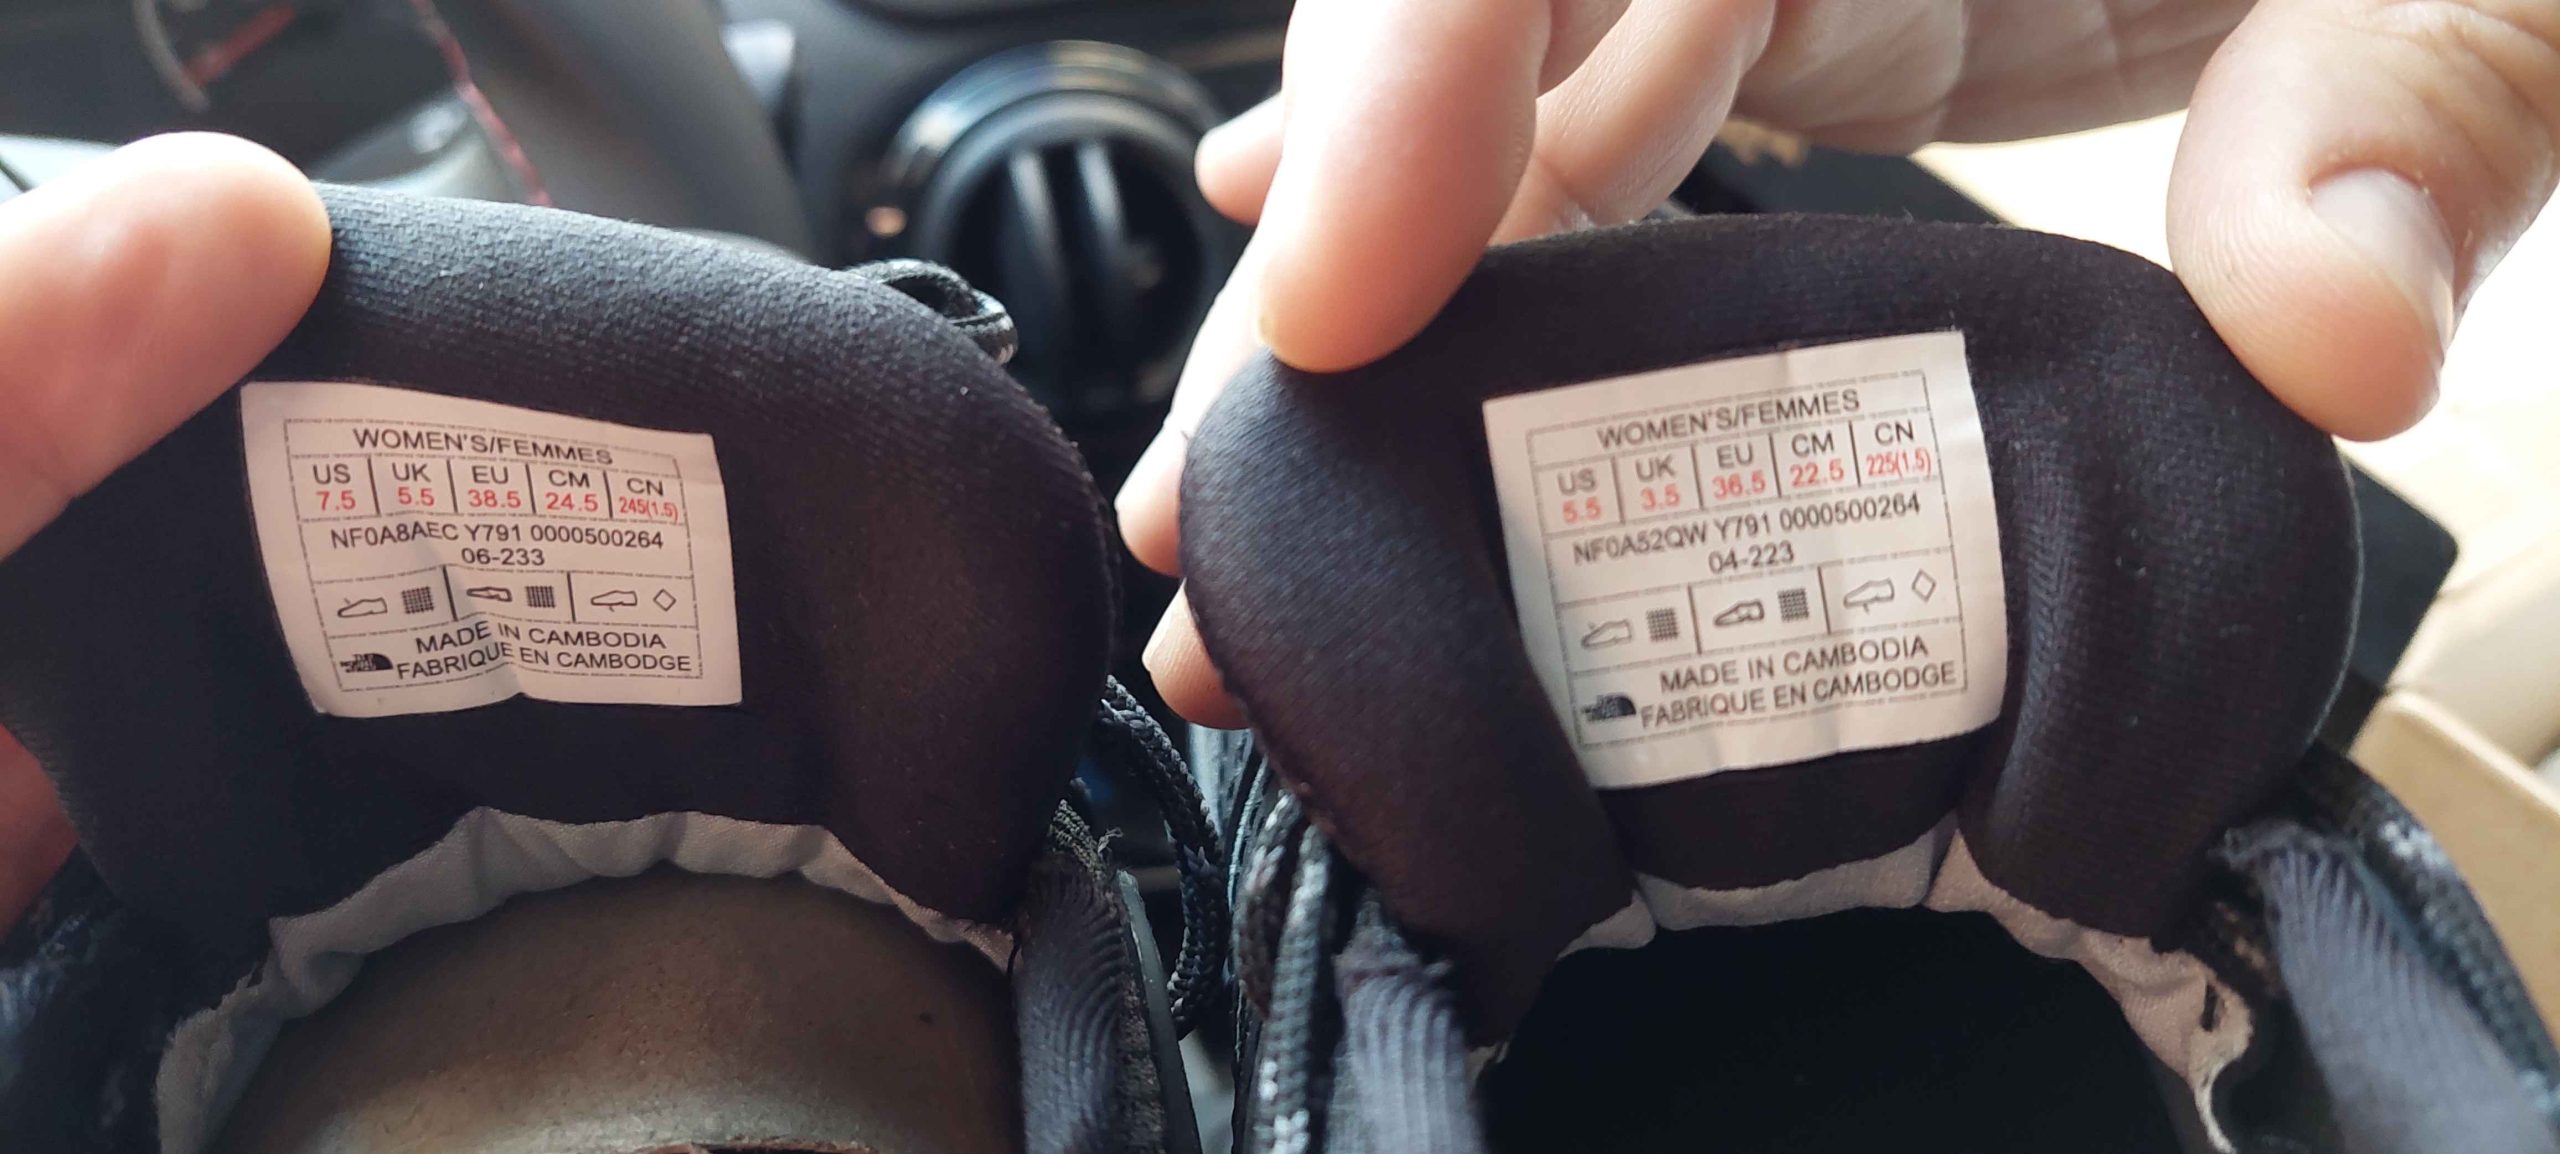 WOMEN'S/FEMMES
US UK EU CM CN
7.5 5.5 38.5 24.5 245(1.5)
NF0A8AEC Y791 0000500264
06-233
MADE IN CAMBODIA
FABRIQUE EN CAMBODGE
WOMEN'S/FEMMES
US UK EU CM CN
5.5 3.5 36.5 22.5 225(1.5)
NF0A52QW Y791 0000500264
04-223
MADE IN CAMBODIA
FABRIQUE EN CAMBODGE